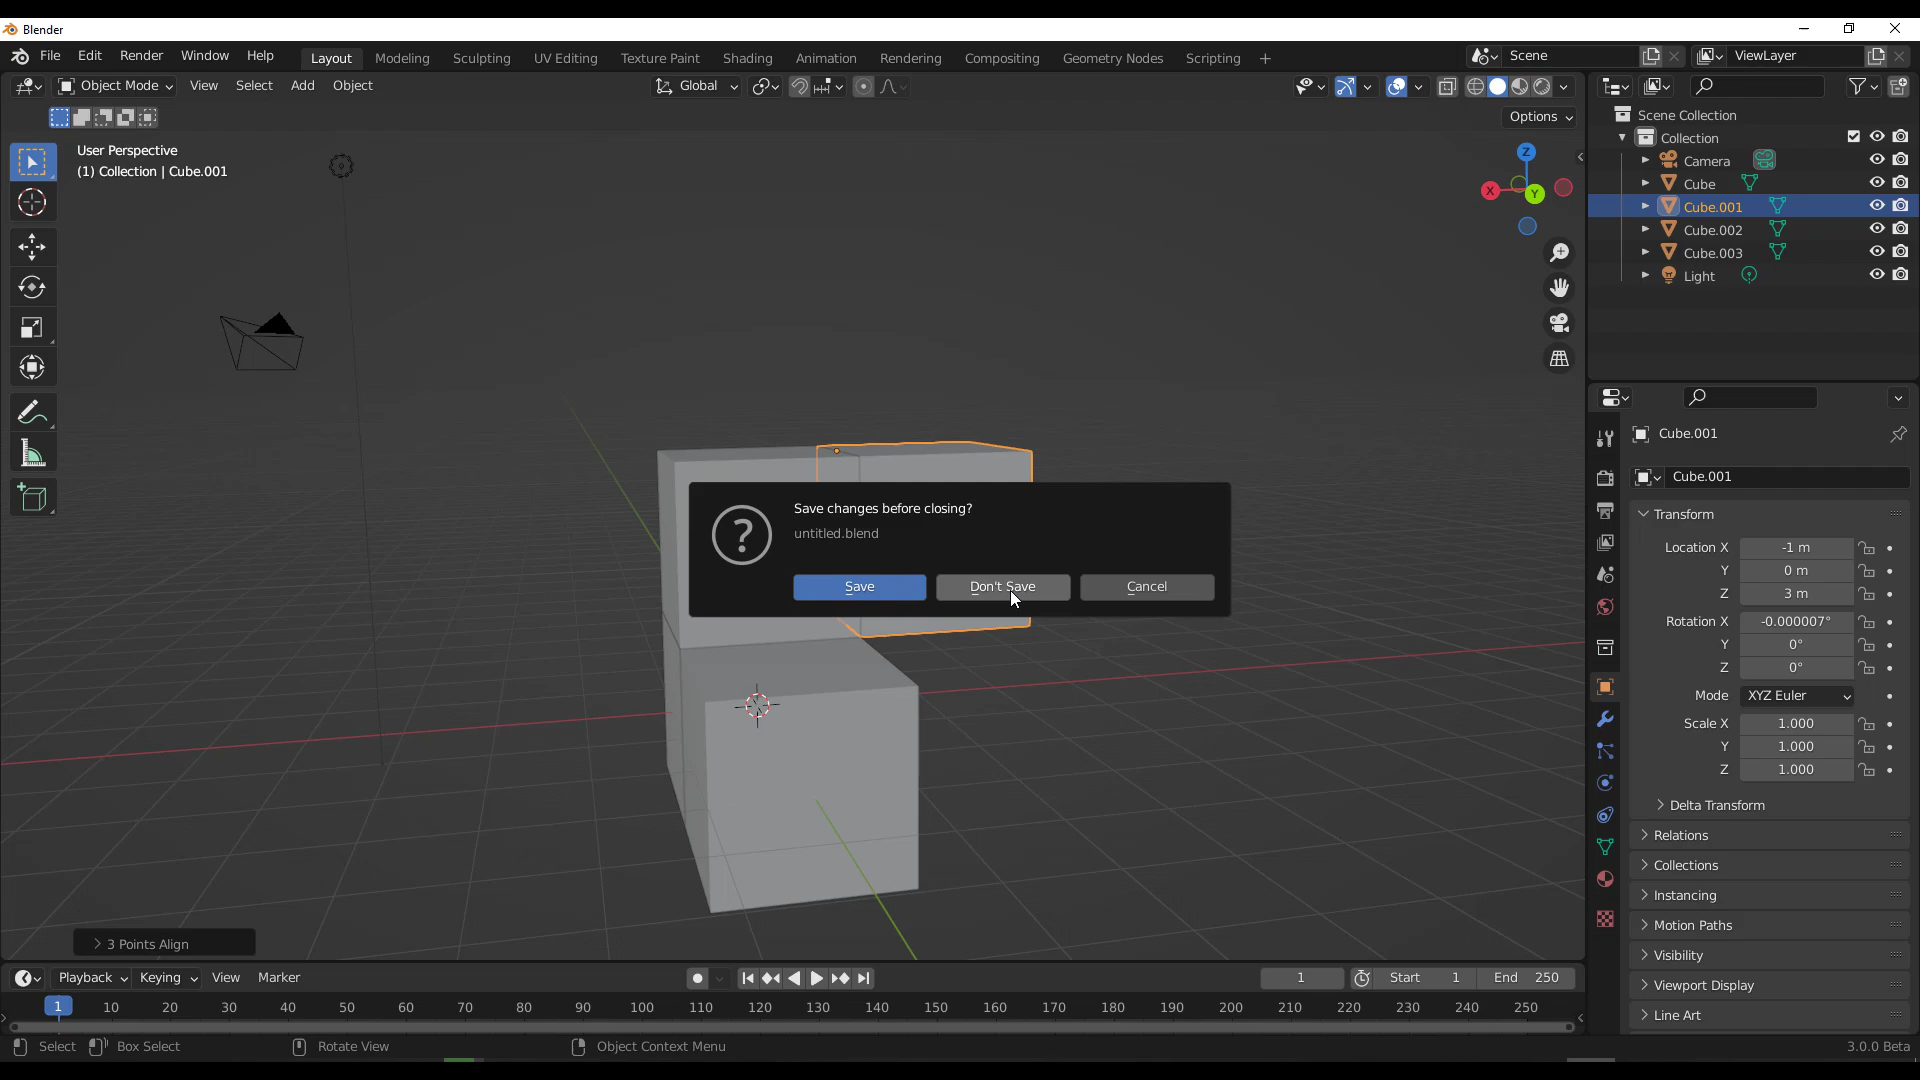 Blender
File Edit Render Window Help
Layout Modeling Sculpting UV Editing Texture Paint Shading Animation Rendering Compositing Geometry Nodes Scripting +
Scene
ViewLayer
Object Mode View Select Add Object
Global
Options
User Perspective
(1) Collection | Cube.001
Z
X
Y
Scene Collection
Collection
Camera
Cube
Cube.001
Cube.002
Cube.003
Light
Cube.001
Cube.001
Transform
Location X -1 m
Y 0 m
Z 3 m
Rotation X -0.000007°
Y 0°
Z 0°
Mode XYZ Euler
Scale X 1.000
Y 1.000
Z 1.000
Delta Transform
Relations
Collections
Instancing
Motion Paths
Visibility
Viewport Display
Line Art
Save changes before closing?
untitled.blend
Save Don't Save Cancel
3 Points Align
Playback Keying View Marker
1 Start 1 End 250
1 10 20 30 40 50 60 70 80 90 100 110 120 130 140 150 160 170 180 190 200 210 220 230 240 250
Select Box Select Rotate View Object Context Menu
3.0.0 Beta